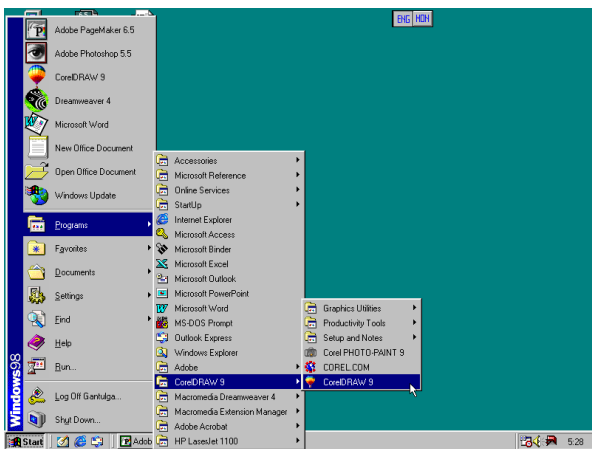 ENG MON
Adobe PageMaker 6.5
Adobe Photoshop 5.5
CorelDRAW 9
Dreamweaver 4
Microsoft Word
New Office Document
Open Office Document
Windows Update
Programs
Favorites
Documents
Settings
Find
Help
Run...
Log Off Gantulga...
Shut Down...
Windows98
Accessories
Microsoft Reference
Online Services
StartUp
Internet Explorer
Microsoft Access
Microsoft Binder
Microsoft Excel
Microsoft Outlook
Microsoft PowerPoint
Microsoft Word
MS-DOS Prompt
Outlook Express
Windows Explorer
Adobe
CorelDRAW 9
Macromedia Dreamweaver 4
Macromedia Extension Manager
Adobe Acrobat
HP LaserJet 1100
Graphics Utilities
Productivity Tools
Setup and Notes
Corel PHOTO-PAINT 9
COREL.COM
CorelDRAW 9
Start
Adob
5:28